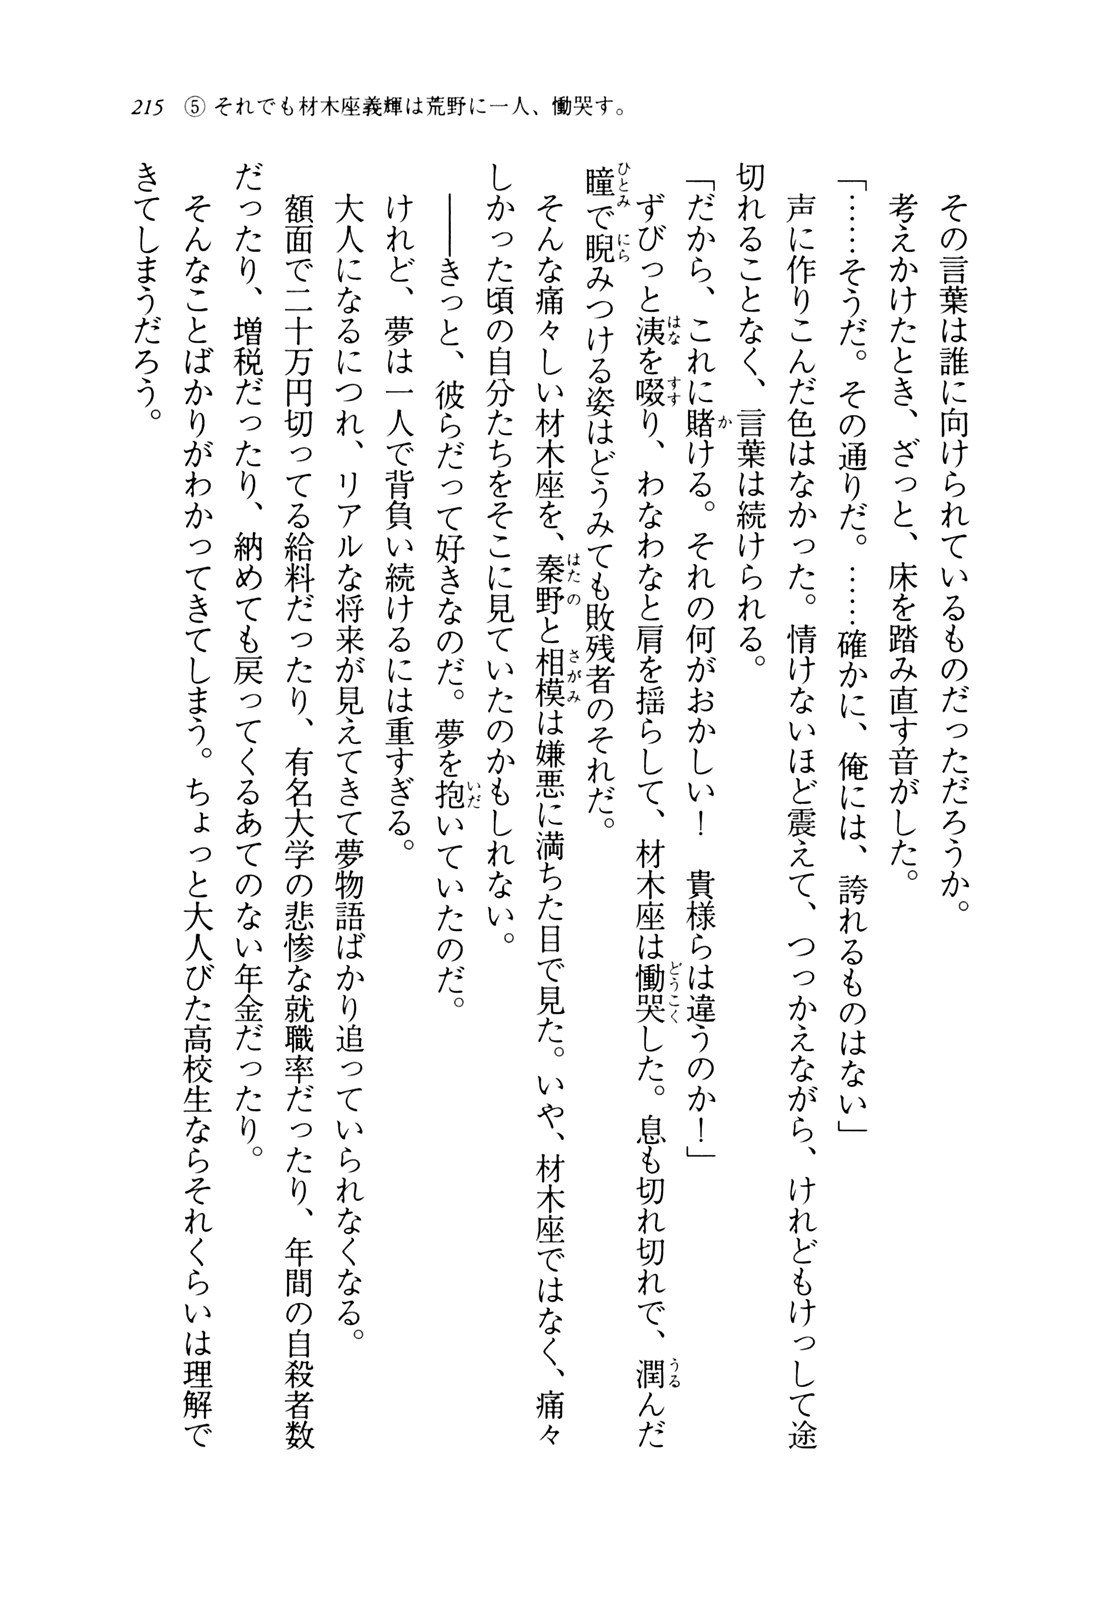 215 ⑤ それでも材木座義輝は荒野に一人、慟哭す。
その言葉は誰に向けられているものだっただろうか。
考えかけたとき、ざっと、床を踏み直す音がした。
「……そうだ。その通りだ。……確かに、俺には、誇れるものはない」
声に作りこんだ色はなかった。情けないほど震えて、つっかえながら、けれどもけっして途
切れることなく、言葉は続けられる。
「だから、これに賭ける。それの何がおかしい！　貴様らは違うのか！」
ずびっと洟を啜り、わなわなと肩を揺らして、材木座は慟哭した。息も切れ切れで、潤んだ
瞳で睨みつける姿はどうみても敗残者のそれだ。
そんな痛々しい材木座を、秦野と相模は嫌悪に満ちた目で見た。いや、材木座ではなく、痛々
しかった頃の自分たちをそこに見ていたのかもしれない。
――きっと、彼らだって好きなのだ。夢を抱いていたのだ。
けれど、夢は一人で背負い続けるには重すぎる。
大人になるにつれ、リアルな将来が見えてきて夢物語ばかり追っていられなくなる。
額面で二十万円切ってる給料だったり、有名大学の悲惨な就職率だったり、年間の自殺者数
だったり、増税だったり、納めても戻ってくるあてのない年金だったり。
そんなことばかりがわかってきてしまう。ちょっと大人びた高校生ならそれくらいは理解で
きてしまうだろう。